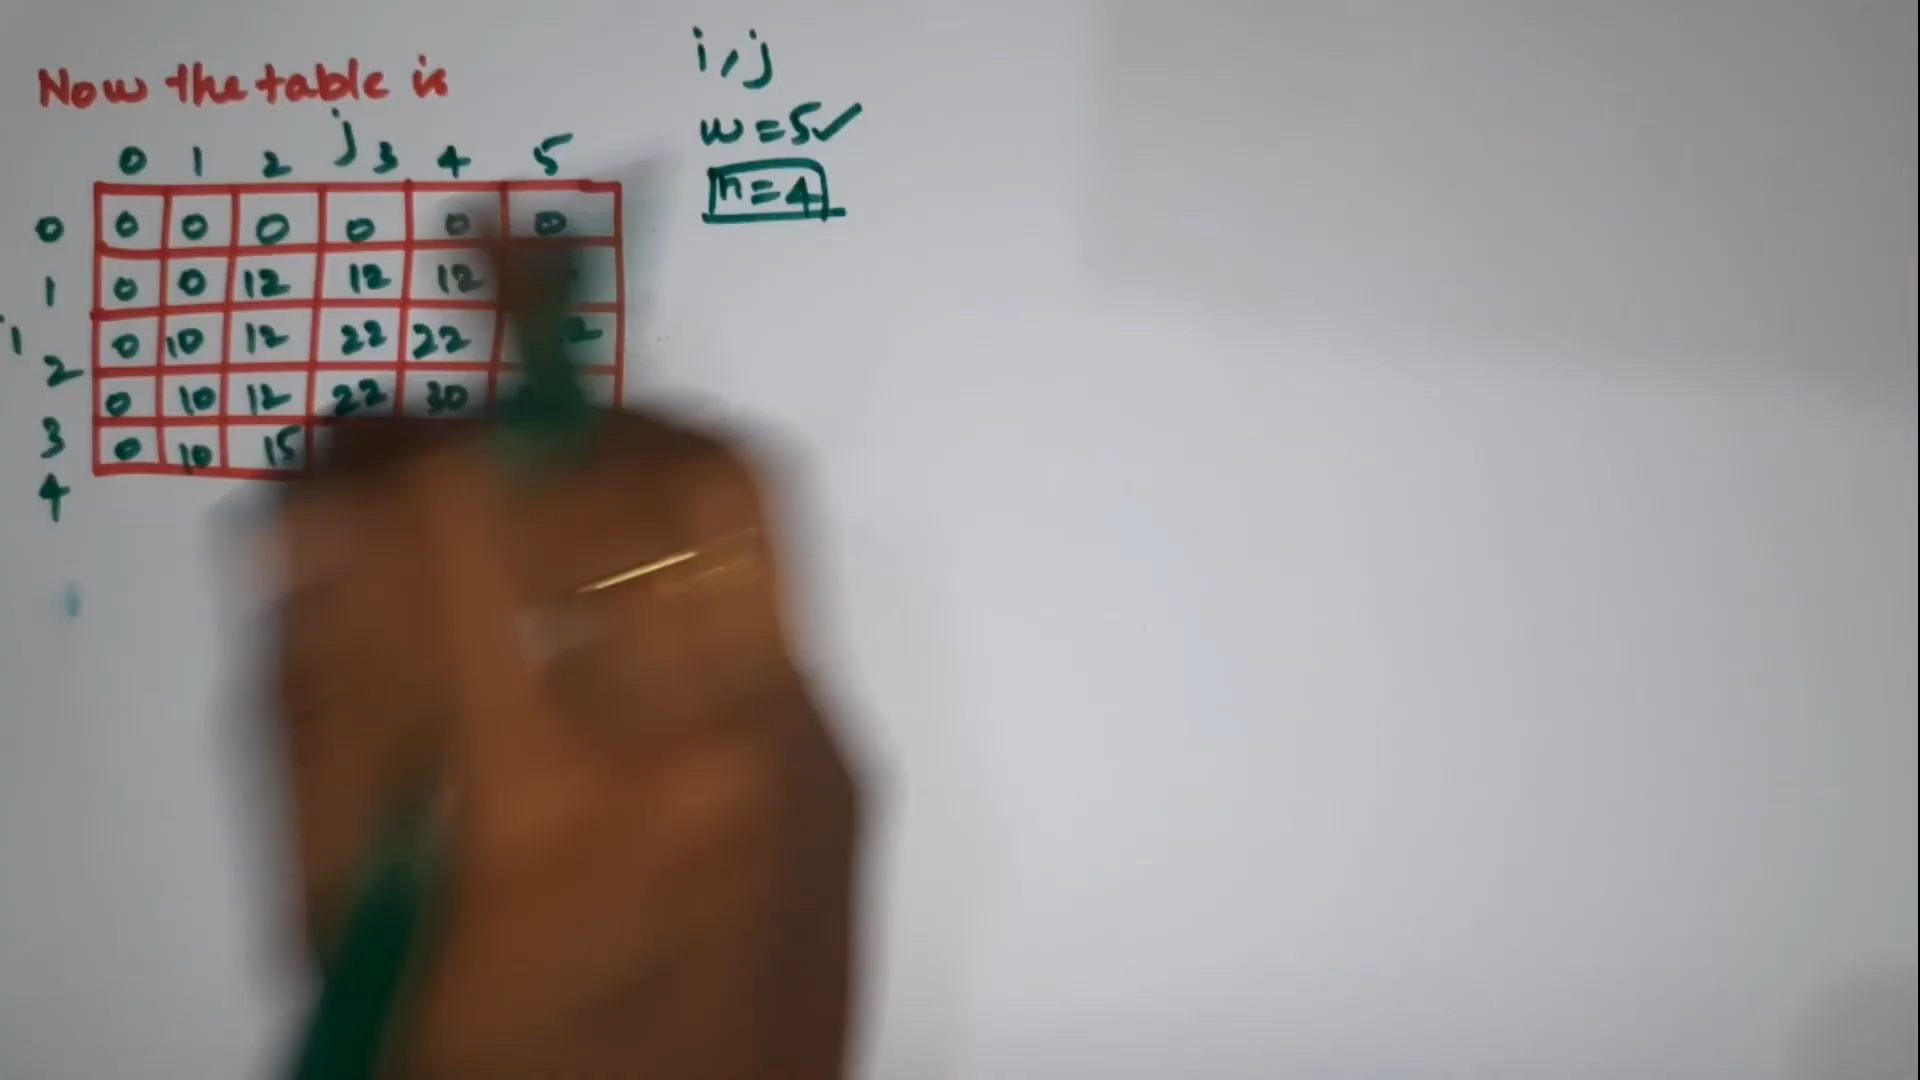 Now the table is
i, j
w = 5✓
n = 4
j
0 1 2 3 4 5
0 0 0 0 0 0 0
1 0 0 12 12 12
i
2 0 10 12 22 22
3 0 10 12 22 30
4 0 10 15